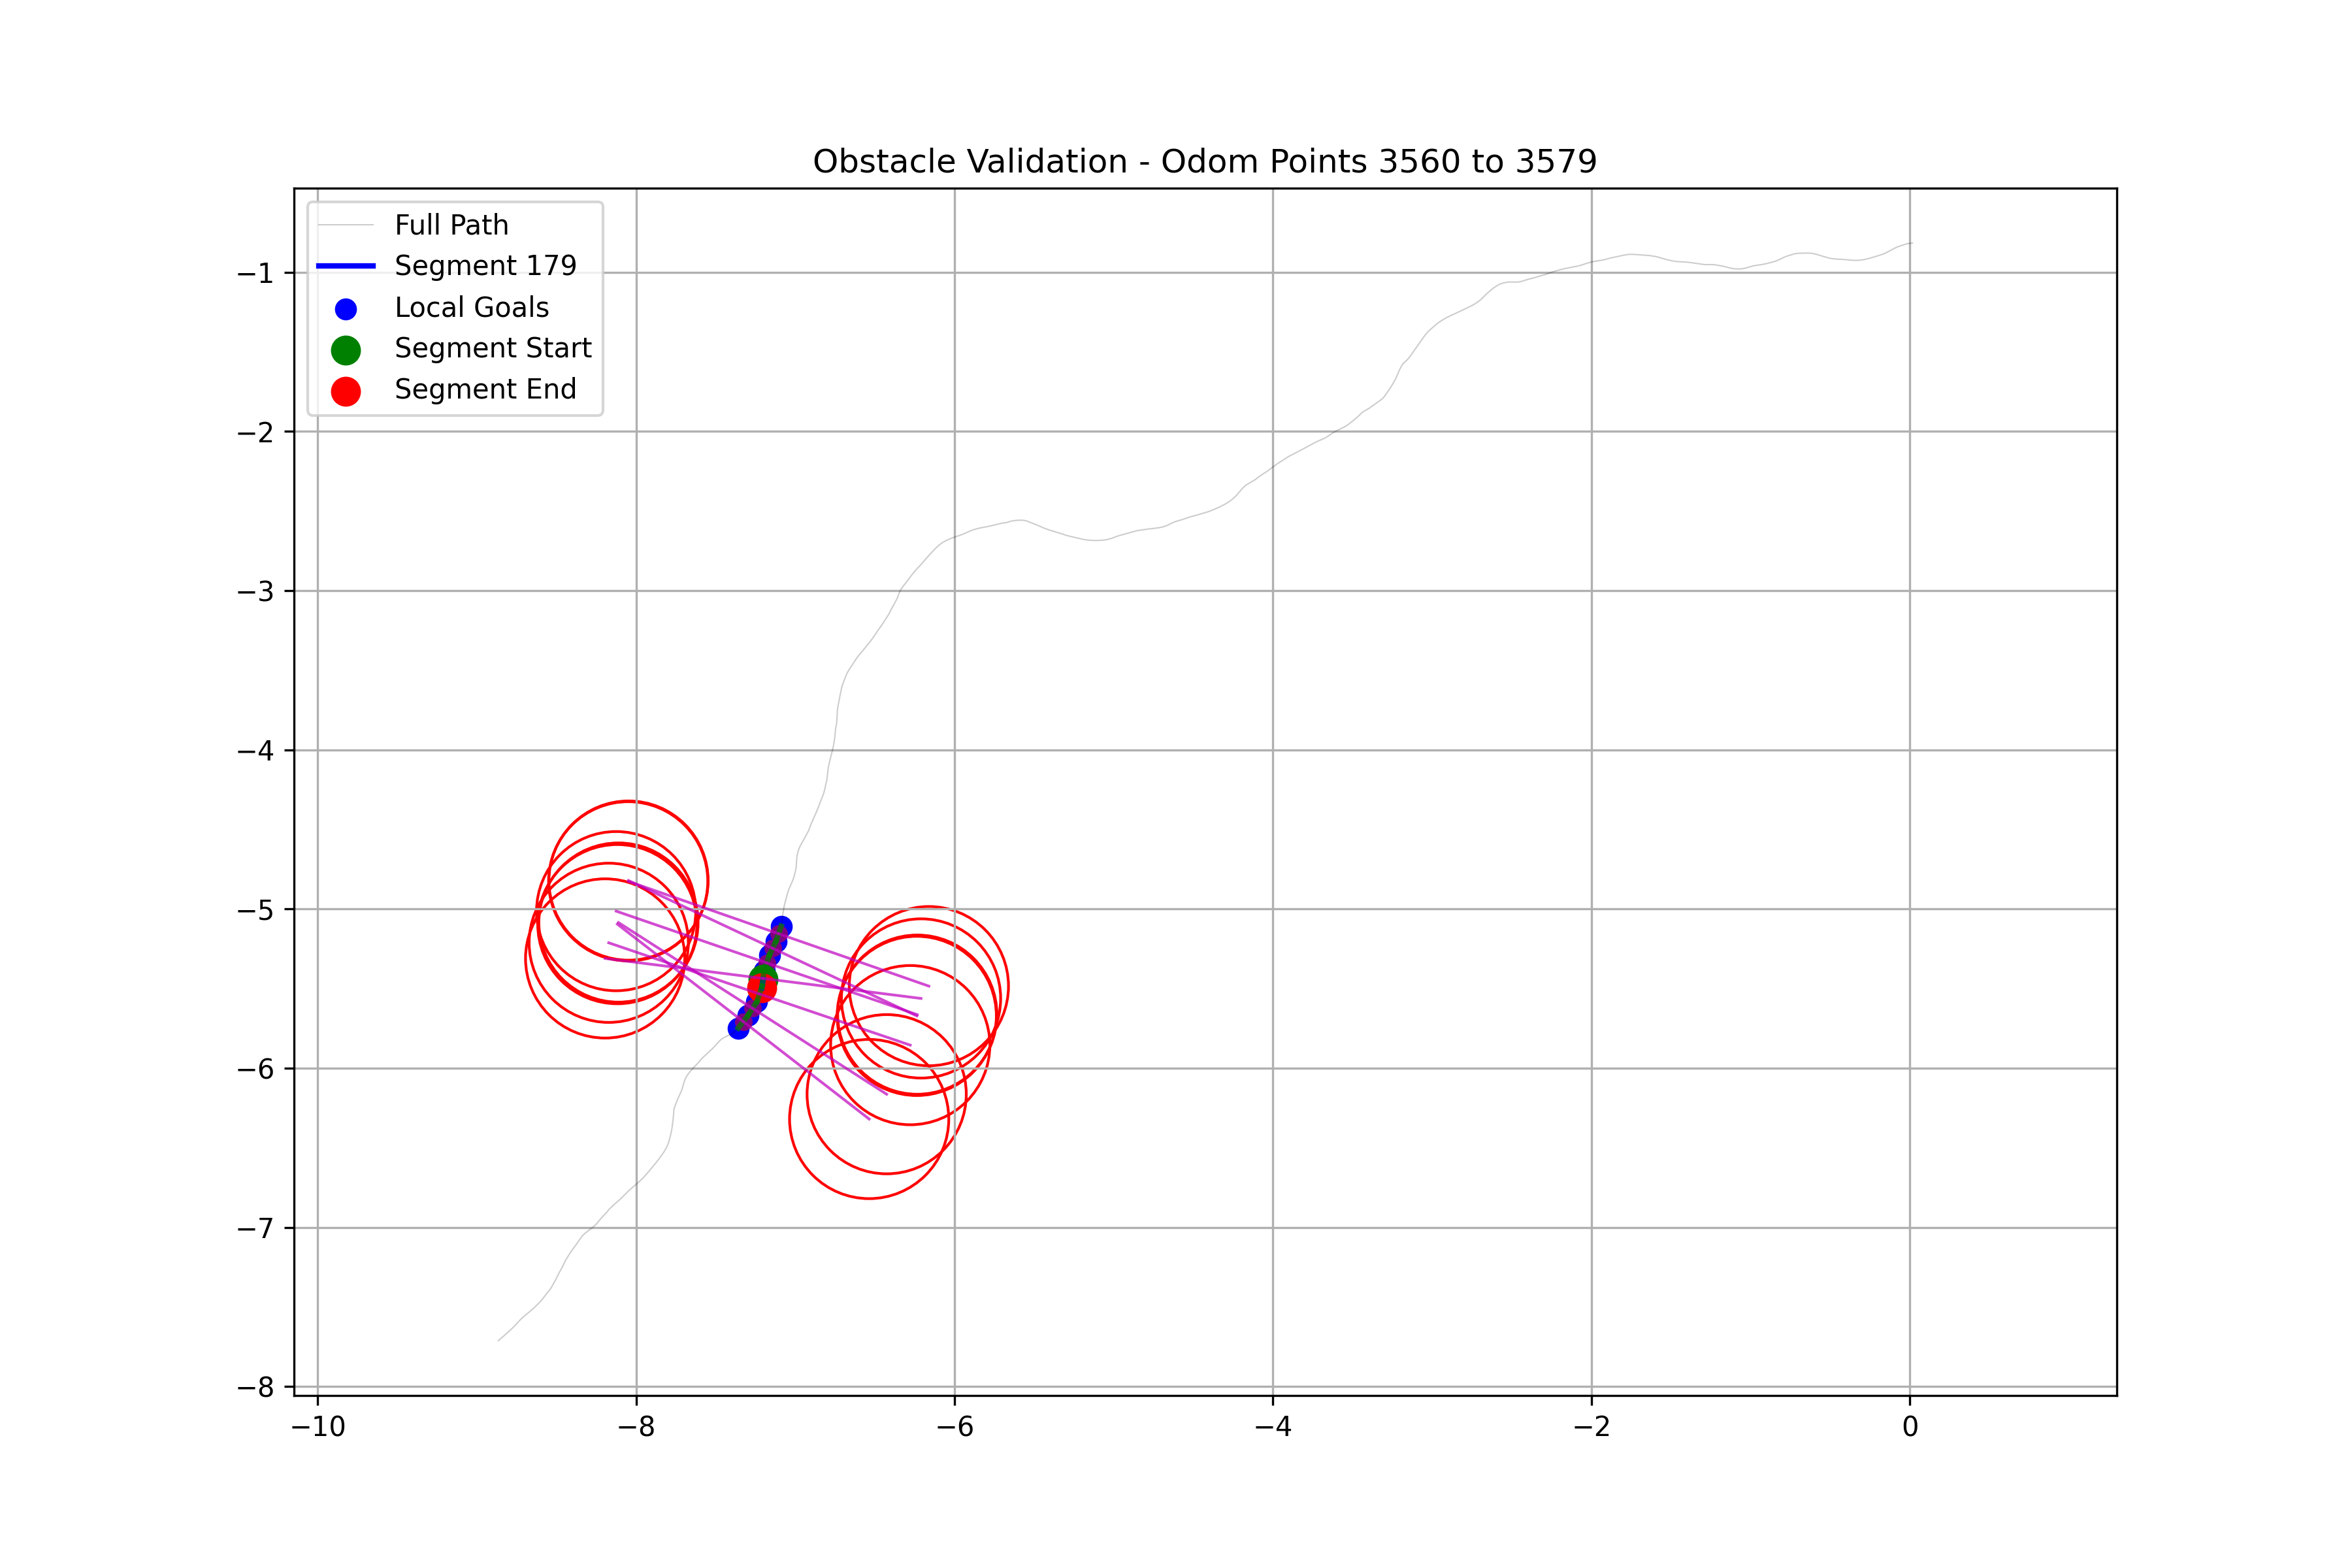 Obstacle Validation - Odom Points 3560 to 3579
Full Path
Segment 179
Local Goals
Segment Start
Segment End
−1
−2
−3
−4
−5
−6
−7
−8
−10
−8
−6
−4
−2
0